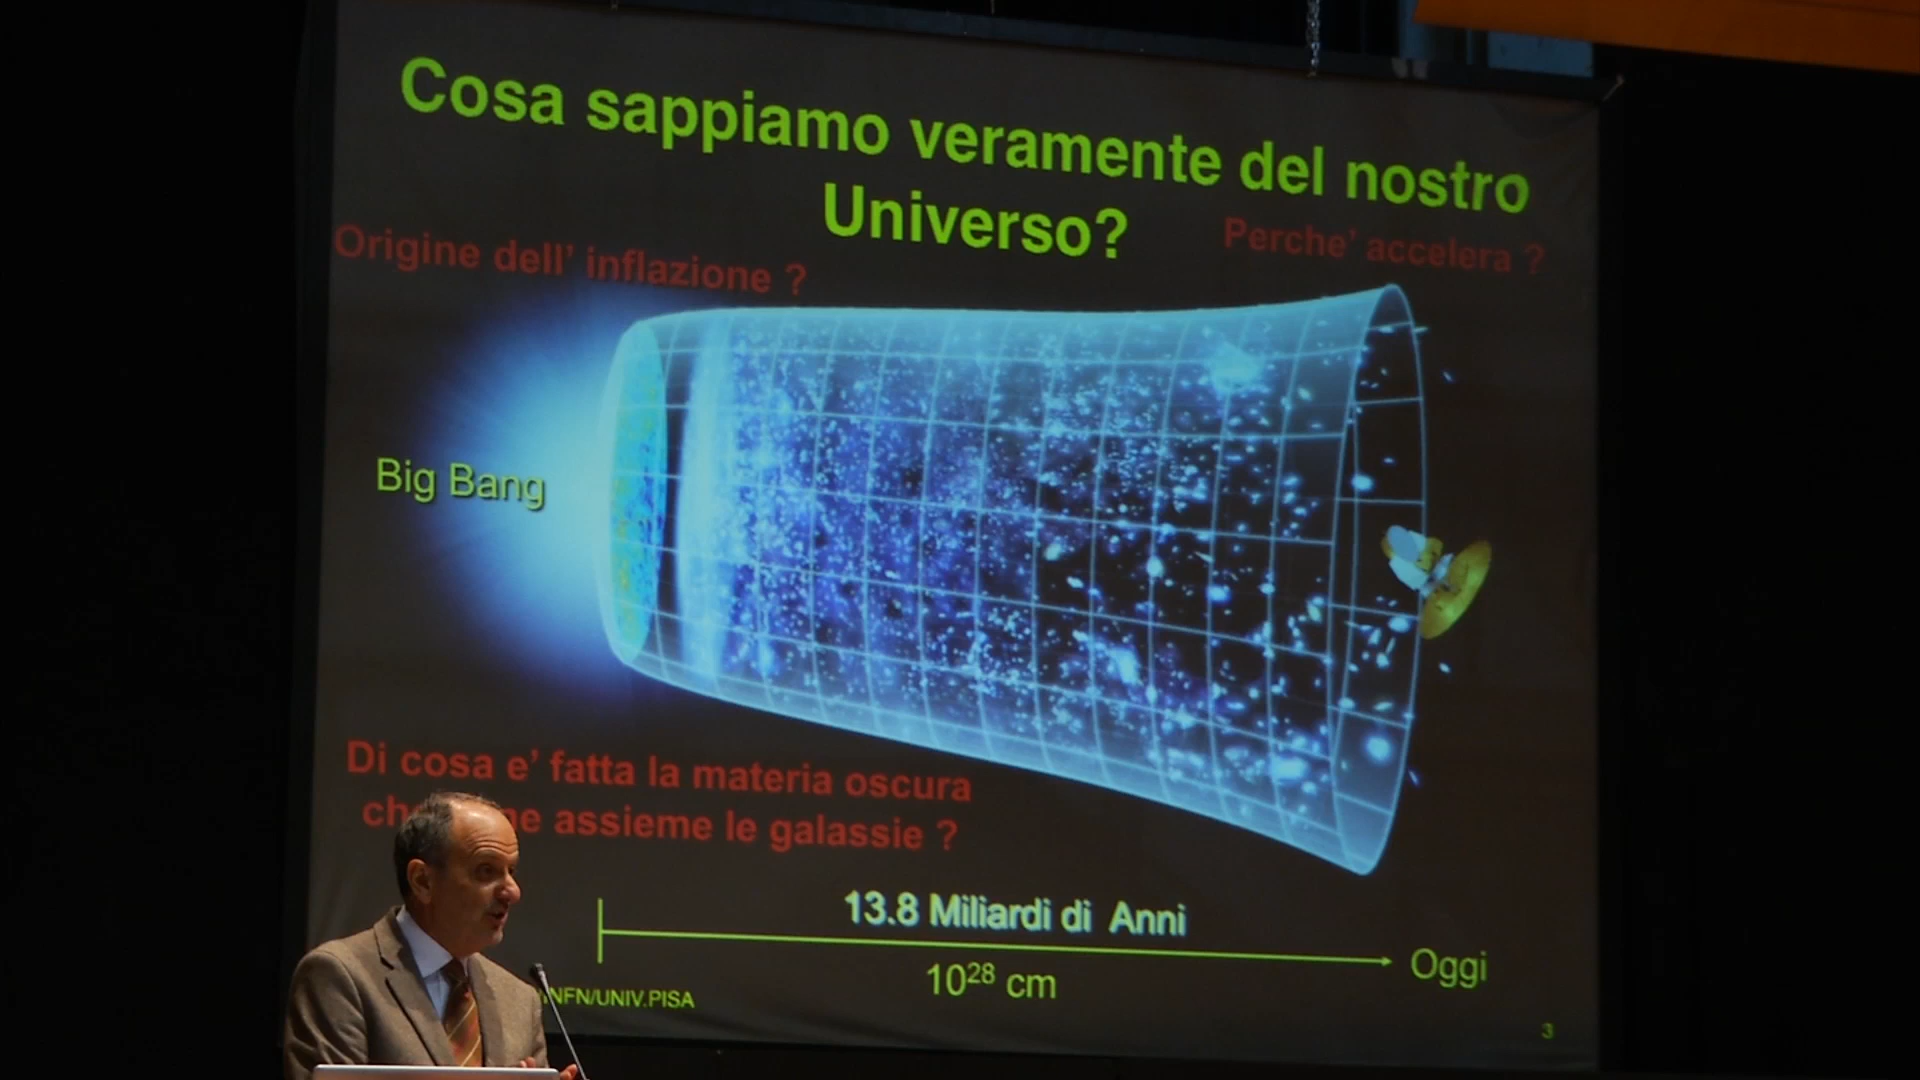 Cosa sappiamo veramente del nostro
Universo?
Origine dell' inflazione ?
Perche' accelera ?
Big Bang
Di cosa e' fatta la materia oscura
assieme le galassie ?
13.8 Miliardi di Anni
10²⁸ cm
Oggi
INFN/UNIV.PISA
3